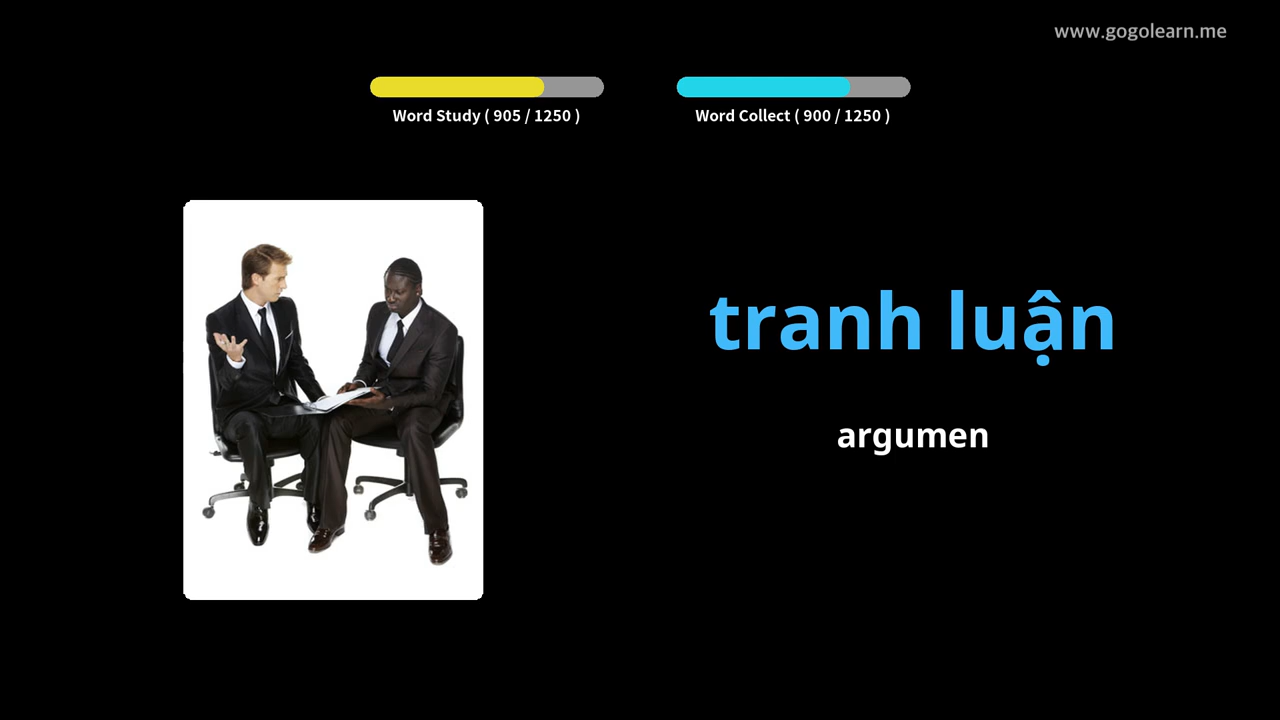 www.gogolearn.me
Word Study ( 905 / 1250 )
Word Collect ( 900 / 1250 )
tranh luận
argumen